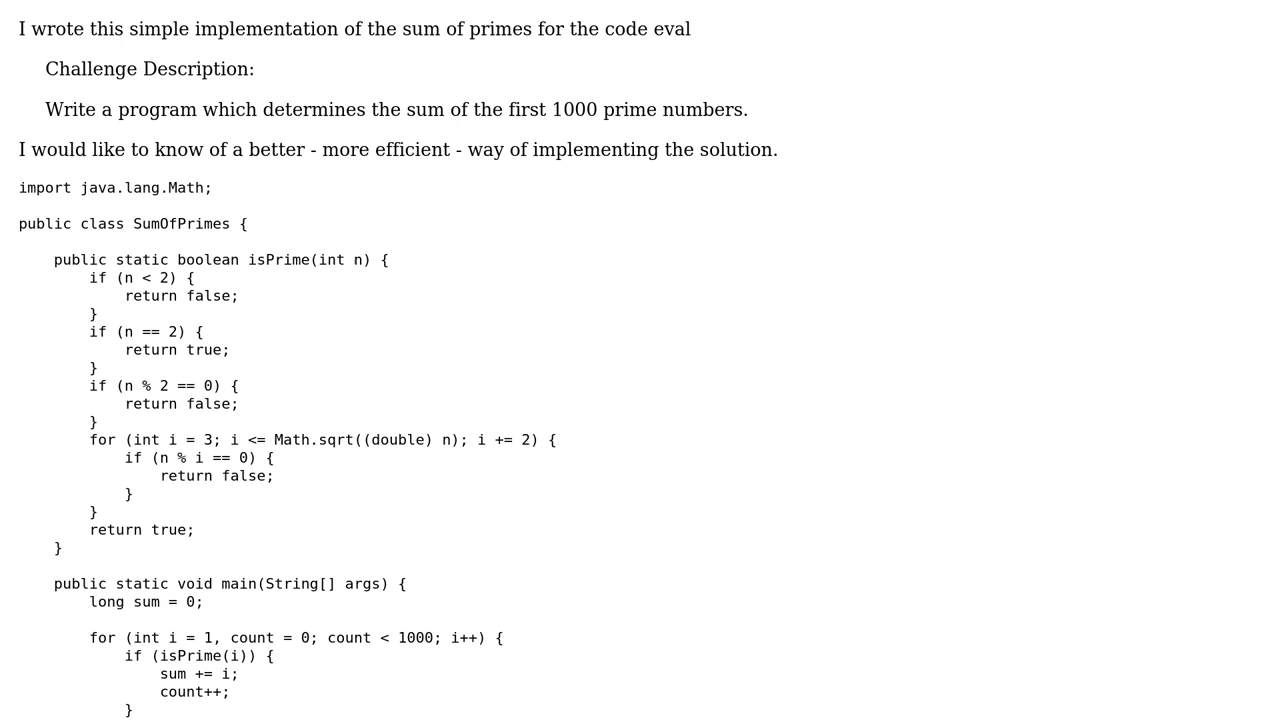 I wrote this simple implementation of the sum of primes for the code eval
Challenge Description:
Write a program which determines the sum of the first 1000 prime numbers.
I would like to know of a better - more efficient - way of implementing the solution.
import java.lang.Math;
public class SumOfPrimes {
    public static boolean isPrime(int n) {
        if (n < 2) {
            return false;
        }
        if (n == 2) {
            return true;
        }
        if (n % 2 == 0) {
            return false;
        }
        for (int i = 3; i <= Math.sqrt((double) n); i += 2) {
            if (n % i == 0) {
                return false;
            }
        }
        return true;
    }
    public static void main(String[] args) {
        long sum = 0;
        for (int i = 1, count = 0; count < 1000; i++) {
            if (isPrime(i)) {
                sum += i;
                count++;
            }